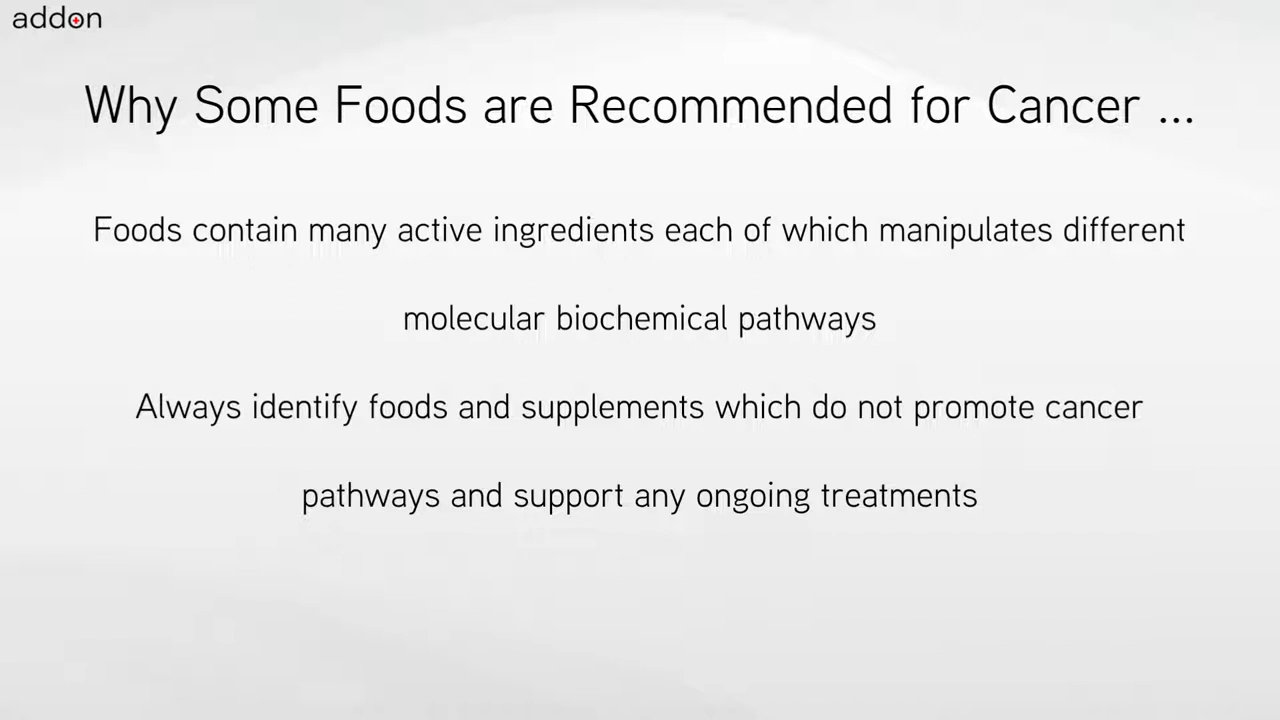 addon
Why Some Foods are Recommended for Cancer ...
Foods contain many active ingredients each of which manipulates different
molecular biochemical pathways
Always identify foods and supplements which do not promote cancer
pathways and support any ongoing treatments